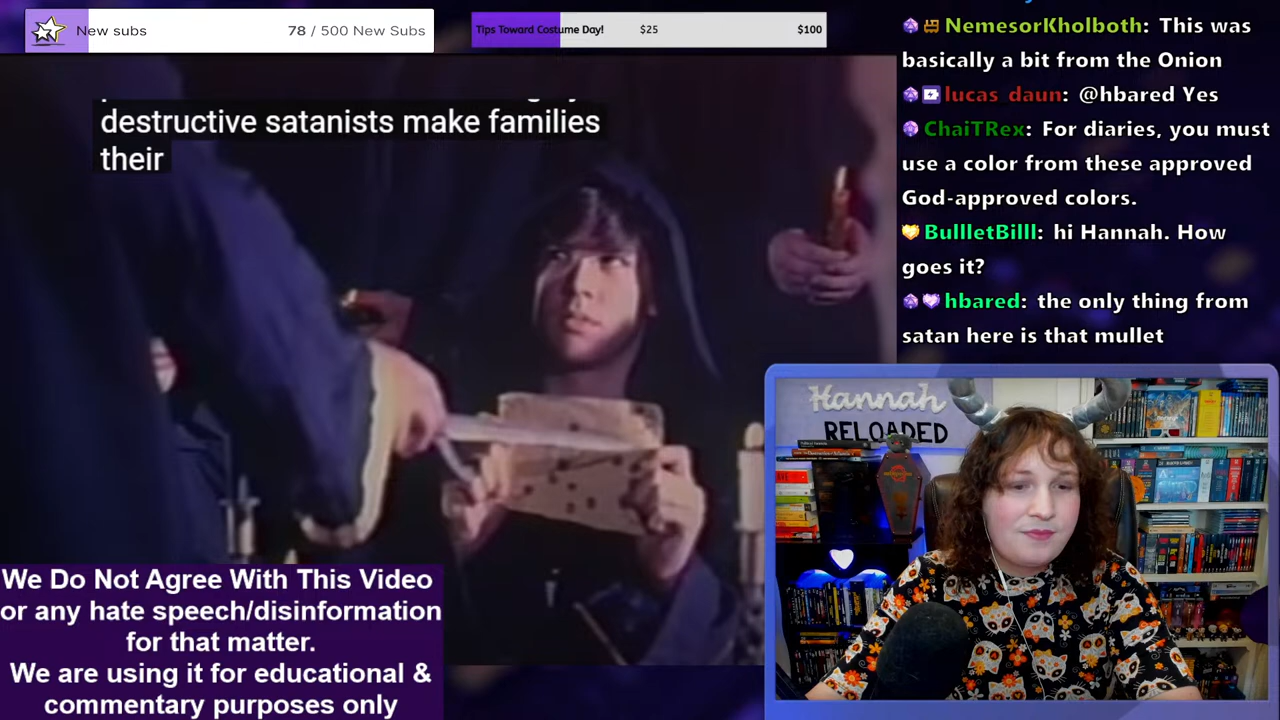 New subs
78 / 500 New Subs
Tips Toward Costume Day!
$25
$100
destructive satanists make families
their
NemesorKholboth: This was
basically a bit from the Onion
lucas_daun: @hbared Yes
ChaiTRex: For diaries, you must
use a color from these approved
God-approved colors.
BullletBilll: hi Hannah. How
goes it?
hbared: the only thing from
satan here is that mullet
Hannah
RELOADED
We Do Not Agree With This Video
or any hate speech/disinformation
for that matter.
We are using it for educational &
commentary purposes only